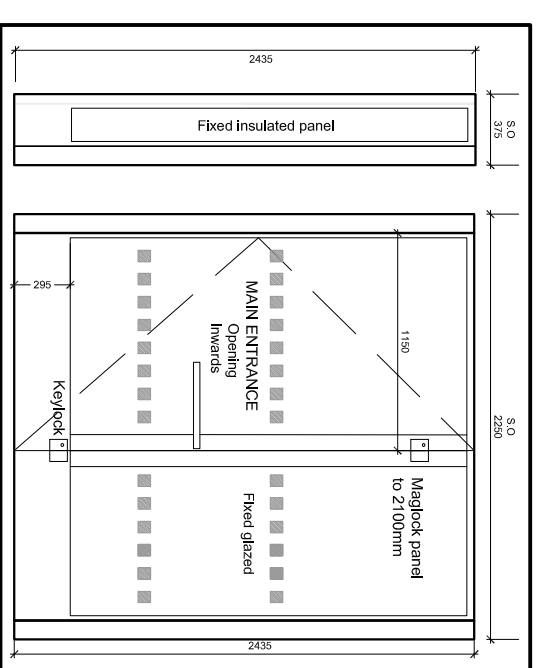 2435
Fixed insulated panel
S.O
375
295
MAIN ENTRANCE
Opening
Inwards
1150
S.O
2250
Keylock
Maglock panel
to 2100mm
Fixed glazed
2435